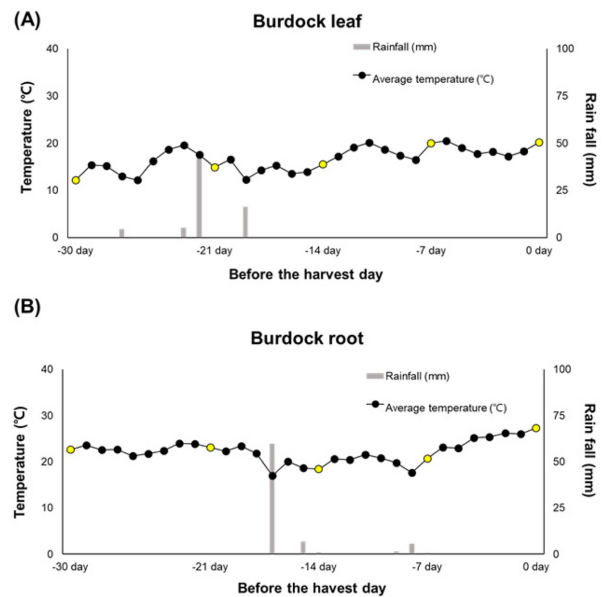 (A)
Burdock leaf
Rainfall (mm)
Average temperature (℃)
Temperature (℃)
40
30
20
10
0
Rain fall (mm)
100
75
50
25
0
-30 day -21 day -14 day -7 day 0 day
Before the harvest day
(B)
Burdock root
Rainfall (mm)
Average temperature (℃)
Temperature (℃)
40
30
20
10
0
Rain fall (mm)
100
75
50
25
0
-30 day -21 day -14 day -7 day 0 day
Before the havest day